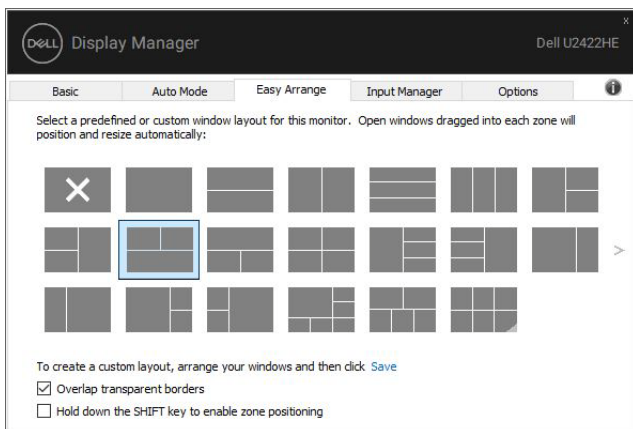 x
DELL Display Manager Dell U2422HE
Basic Auto Mode Easy Arrange Input Manager Options i
Select a predefined or custom window layout for this monitor. Open windows dragged into each zone will
position and resize automatically:
>
To create a custom layout, arrange your windows and then click Save
Overlap transparent borders
Hold down the SHIFT key to enable zone positioning